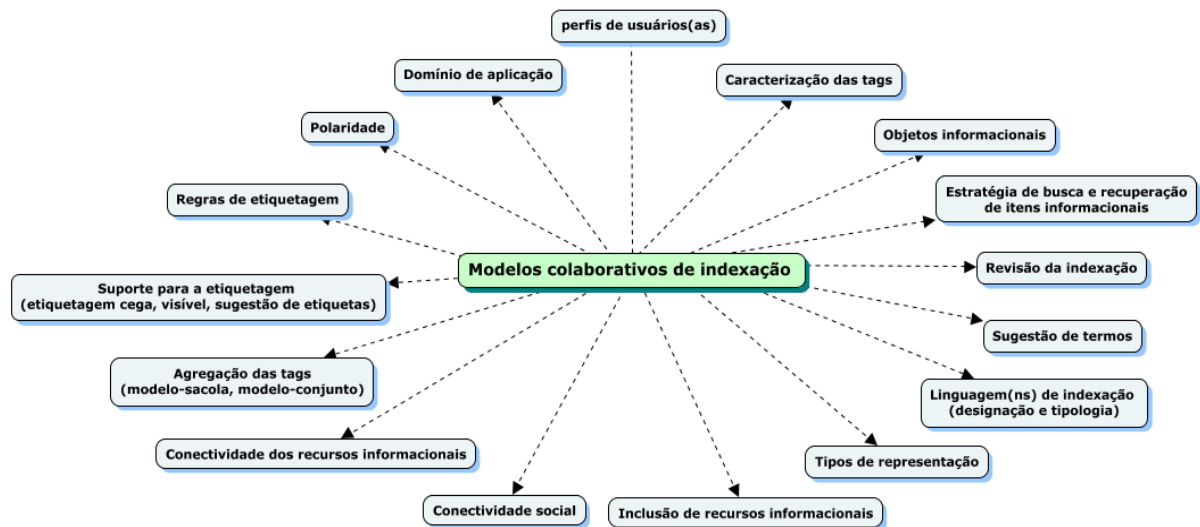 perfis de usuários(as)
Domínio de aplicação
Caracterização das tags
Polaridade
Objetos informacionais
Regras de etiquetagem
Estratégia de busca e recuperação
de itens informacionais
Modelos colaborativos de indexação
Revisão da indexação
Suporte para a etiquetagem
(etiquetagem cega, visível, sugestão de etiquetas)
Sugestão de termos
Agregação das tags
(modelo-sacola, modelo-conjunto)
Linguagem(ns) de indexação
(designação e tipologia)
Conectividade dos recursos informacionais
Tipos de representação
Conectividade social
Inclusão de recursos informacionais